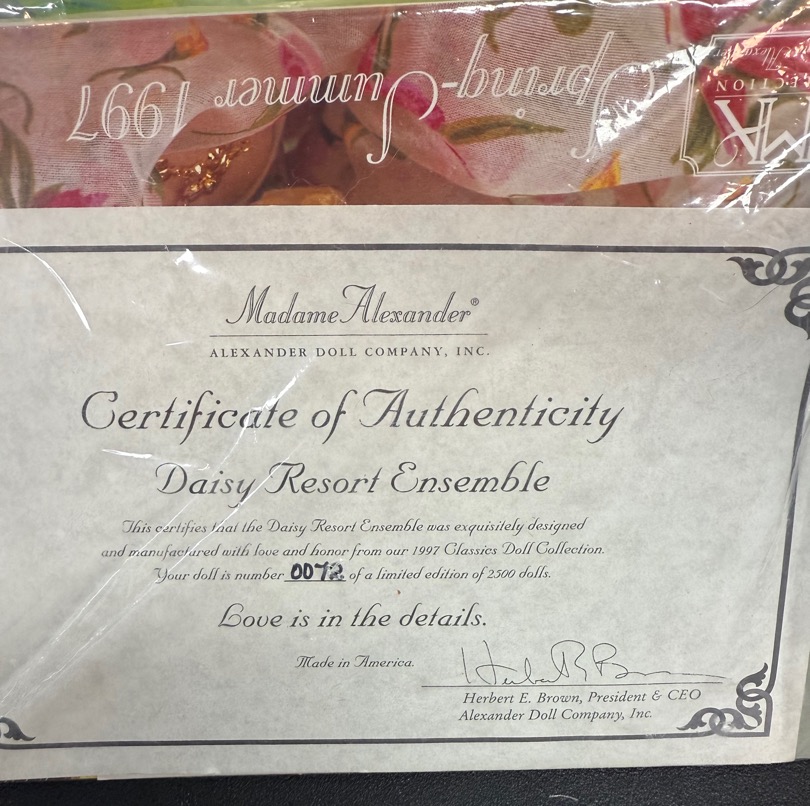 Spring-Summer 1997
MA
Madame Alexander®
ALEXANDER DOLL COMPANY, INC.
Certificate of Authenticity
Daisy Resort Ensemble
This certifies that the Daisy Resort Ensemble was exquisitely designed
and manufactured with love and honor from our 1997 Classics Doll Collection.
Your doll is number 0072 of a limited edition of 2500 dolls.
Love is in the details.
Made in America.
Herbert E. Brown, President & CEO
Alexander Doll Company, Inc.